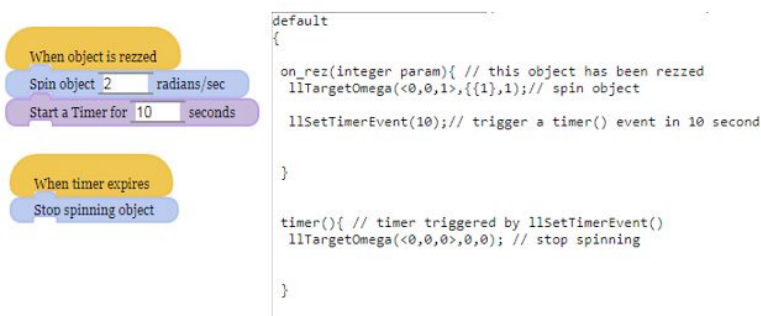 When object is rezzed
Spin object 2 radians/sec
Start a Timer for 10 seconds
When timer expires
Stop spinning object
default
{
on_rez(integer param){ // this object has been rezzed
llTargetOmega(<0,0,1>,{{1},1);// spin object
llSetTimerEvent(10);// trigger a timer() event in 10 second
}
timer(){ // timer triggered by llSetTimerEvent()
llTargetOmega(<0,0,0>,0,0); // stop spinning
}